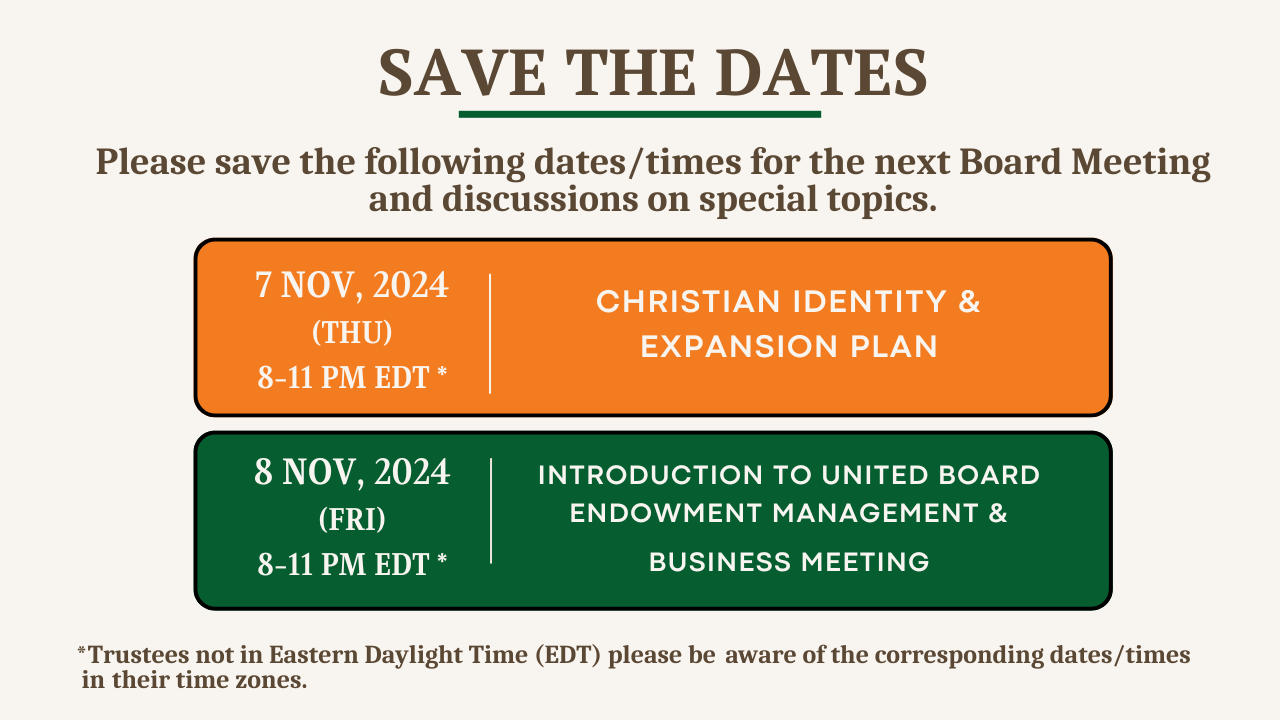 SAVE THE DATES
Please save the following dates/times for the next Board Meeting
and discussions on special topics.
7 NOV, 2024
(THU)
8-11 PM EDT *
CHRISTIAN IDENTITY &
EXPANSION PLAN
8 NOV, 2024
(FRI)
8-11 PM EDT *
INTRODUCTION TO UNITED BOARD
ENDOWMENT MANAGEMENT &
BUSINESS MEETING
*Trustees not in Eastern Daylight Time (EDT) please be aware of the corresponding dates/times
in their time zones.